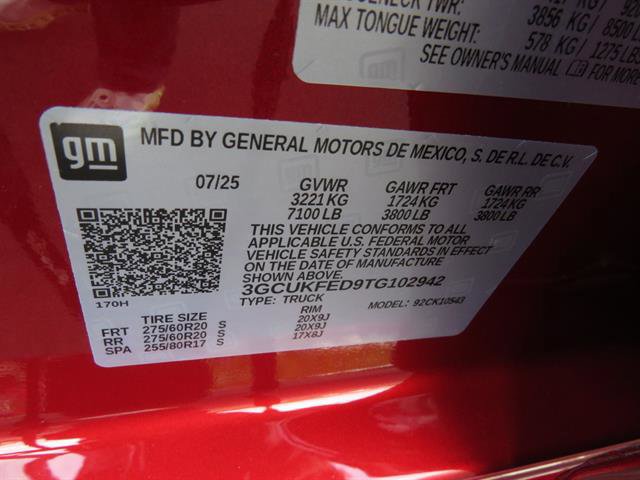 3856 KG / 8500
MAX TONGUE WEIGHT: 578 KG / 1275 LBS
SEE OWNER'S MANUAL FOR MORE
gm
MFD BY GENERAL MOTORS DE MEXICO, S. DE R.L. DE C.V.
07/25 GVWR GAWR FRT GAWR RR
3221 KG 1724 KG 1724 KG
7100 LB 3800 LB 3800 LB
THIS VEHICLE CONFORMS TO ALL
APPLICABLE U.S. FEDERAL MOTOR
VEHICLE SAFETY STANDARDS IN EFFECT
ON THE DATE OF MANUFACTURE
SHOWN ABOVE.
170H
3GCUKFED9TG102942
TYPE: TRUCK MODEL: 92CK10543
TIRE SIZE RIM
FRT 275/60R20 S 20X9J
RR 275/60R20 S 20X9J
SPA 255/80R17 S 17X8J